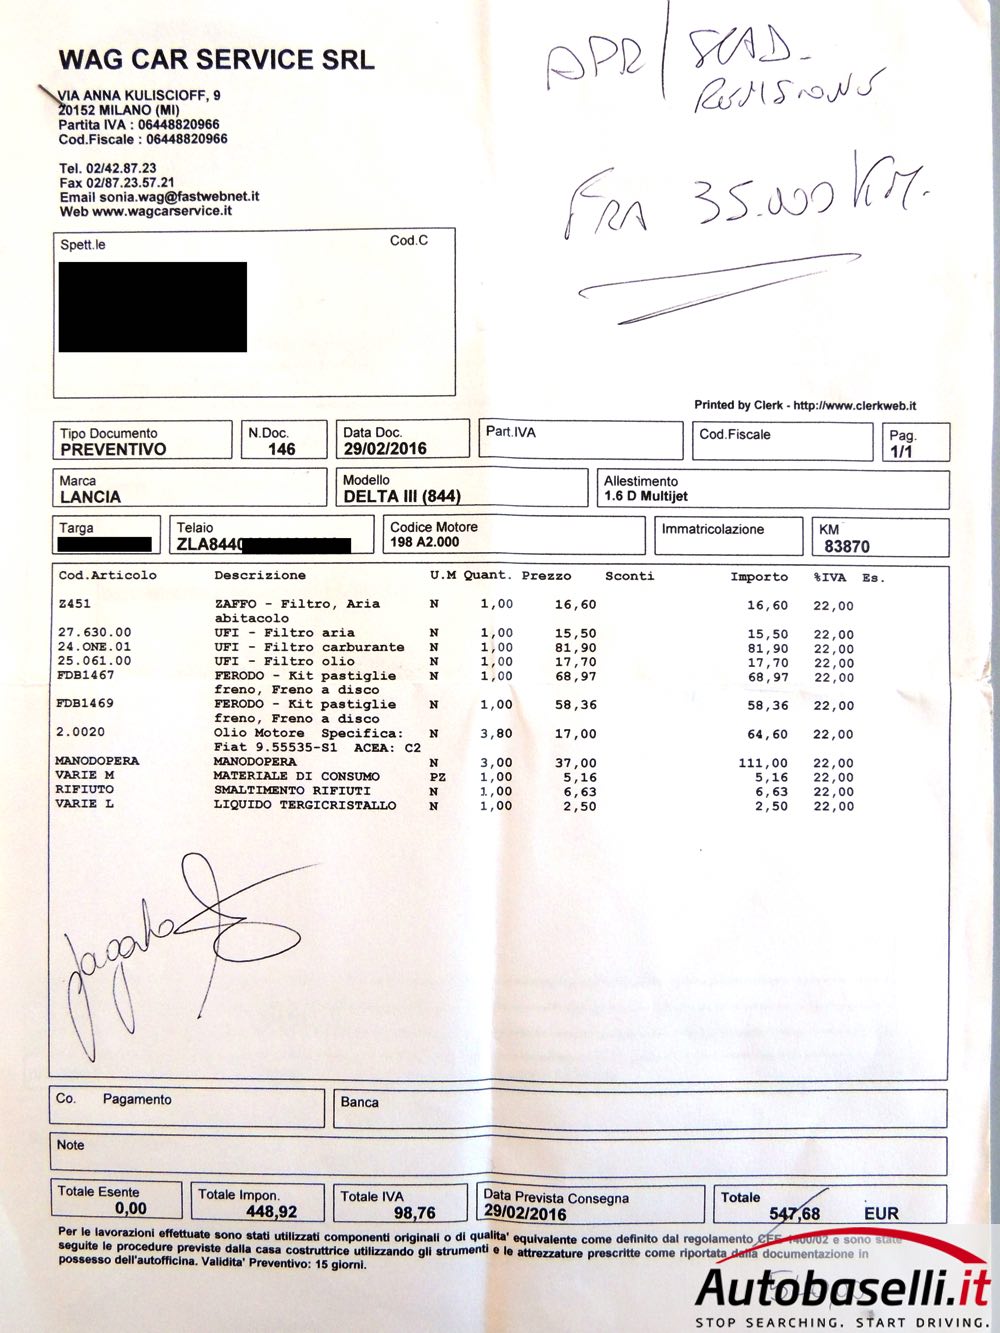 WAG CAR SERVICE SRL
VIA ANNA KULISCIOFF, 9
20152 MILANO (MI)
Partita IVA : 06448820966
Cod.Fiscale : 06448820966
Tel. 02/42.87.23
Fax 02/87.23.57.21
Email sonia.wag@fastwebnet.it
Web www.wagcarservice.it
APR / SCAD.
REVISIONE
FRA 35.000 KM.
Spett.le Cod.C
Printed by Clerk - http://www.clerkweb.it
Tipo Documento N.Doc. Data Doc. Part.IVA Cod.Fiscale Pag.
PREVENTIVO 146 29/02/2016 1/1
Marca Modello Allestimento
LANCIA DELTA III (844) 1.6 D Multijet
Targa Telaio Codice Motore Immatricolazione KM
ZLA8440 198 A2.000 83870
Cod.Articolo Descrizione U.M Quant. Prezzo Sconti Importo %IVA Es.
Z451 ZAFFO - Filtro, Aria N 1,00 16,60 16,60 22,00
abitacolo
27.630.00 UFI - Filtro aria N 1,00 15,50 15,50 22,00
24.ONE.01 UFI - Filtro carburante N 1,00 81,90 81,90 22,00
25.061.00 UFI - Filtro olio N 1,00 17,70 17,70 22,00
FDB1467 FERODO - Kit pastiglie N 1,00 68,97 68,97 22,00
freno, Freno a disco
FDB1469 FERODO - Kit pastiglie N 1,00 58,36 58,36 22,00
freno, Freno a disco
2.0020 Olio Motore Specifica: N 3,80 17,00 64,60 22,00
Fiat 9.55535-S1 ACEA: C2
MANODOPERA MANODOPERA N 3,00 37,00 111,00 22,00
VARIE M MATERIALE DI CONSUMO PZ 1,00 5,16 5,16 22,00
RIFIUTO SMALTIMENTO RIFIUTI N 1,00 6,63 6,63 22,00
VARIE L LIQUIDO TERGICRISTALLO N 1,00 2,50 2,50 22,00
Co. Pagamento Banca
Note
Totale Esente Totale Impon. Totale IVA Data Prevista Consegna Totale
0,00 448,92 98,76 29/02/2016 547,68 EUR
Per le lavorazioni effettuate sono stati utilizzati componenti originali o di qualita' equivalente come definito dal regolamento CEE 1400/02 e sono state
seguite le procedure previste dalla casa costruttrice utilizzando gli strumenti e le attrezzature prescritte come riportata dalla documentazione in
possesso dell'autofficina. Validita' Preventivo: 15 giorni.
Autobaselli.it
STOP SEARCHING. START DRIVING.